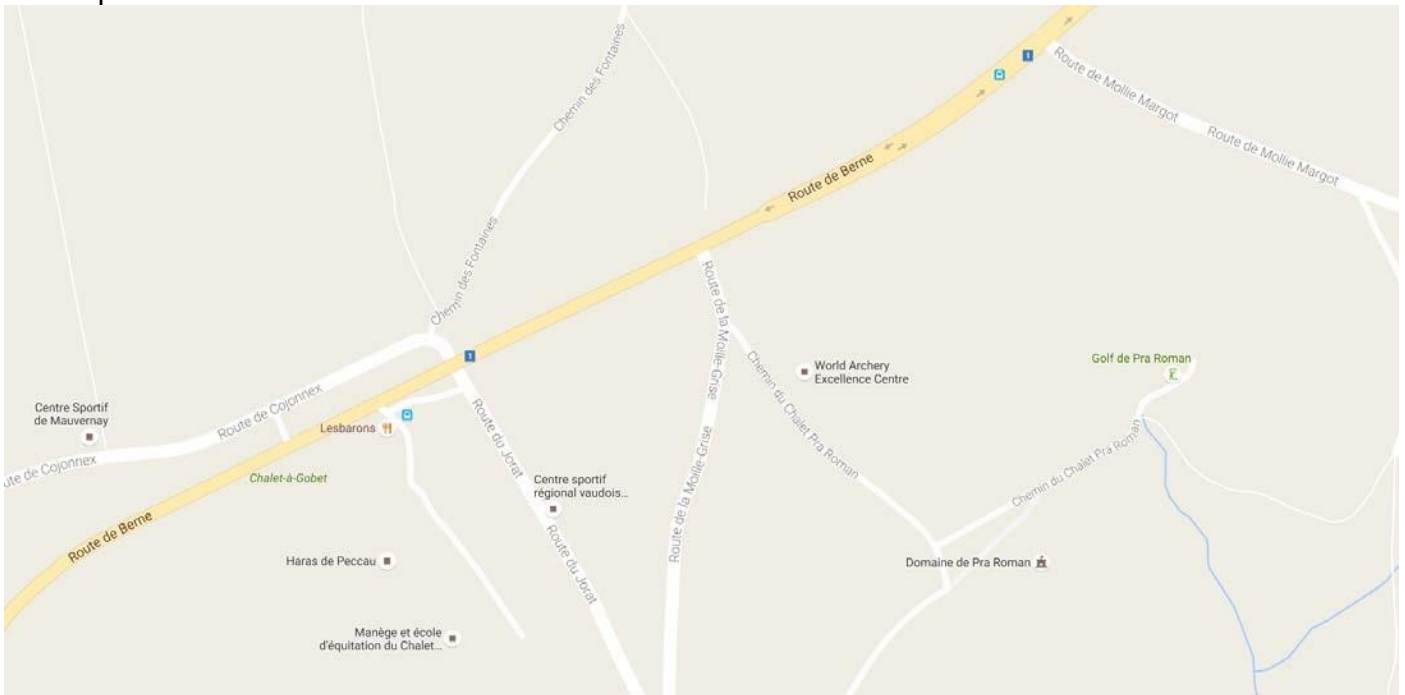 Chemin des Fontaines
1
Route de Mollie Margot
Route de Mollie Margot
Route de Berne
Chemin des Fontaines
Route de la Mollie-Grise
Chemin du Chalet Pra Roman
World Archery
Excellence Centre
Golf de Pra Roman
1
Route de Cojonnex
Centre Sportif
de Mauvernay
Lesbarons
Route du Jorat
Chemin du Chalet Pra Roman
ute de Cojonnex
Chalet-à-Gobet
Centre sportif
régional vaudois...
Route de la Mollie-Grise
Route de Berne
Route du Jorat
Haras de Peccau
Domaine de Pra Roman
Manège et école
d'équitation du Chalet...